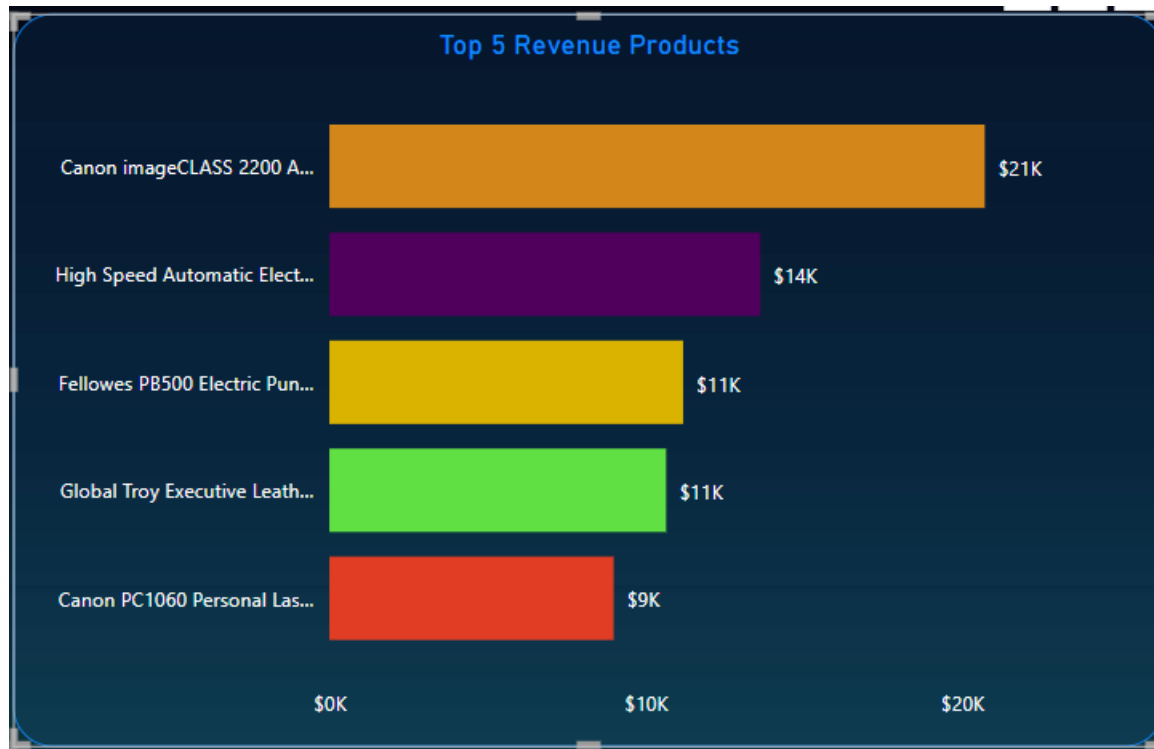 Top 5 Revenue Products
Canon imageCLASS 2200 A... $21K
High Speed Automatic Elect... $14K
Fellowes PB500 Electric Pun... $11K
Global Troy Executive Leath... $11K
Canon PC1060 Personal Las... $9K
$0K $10K $20K